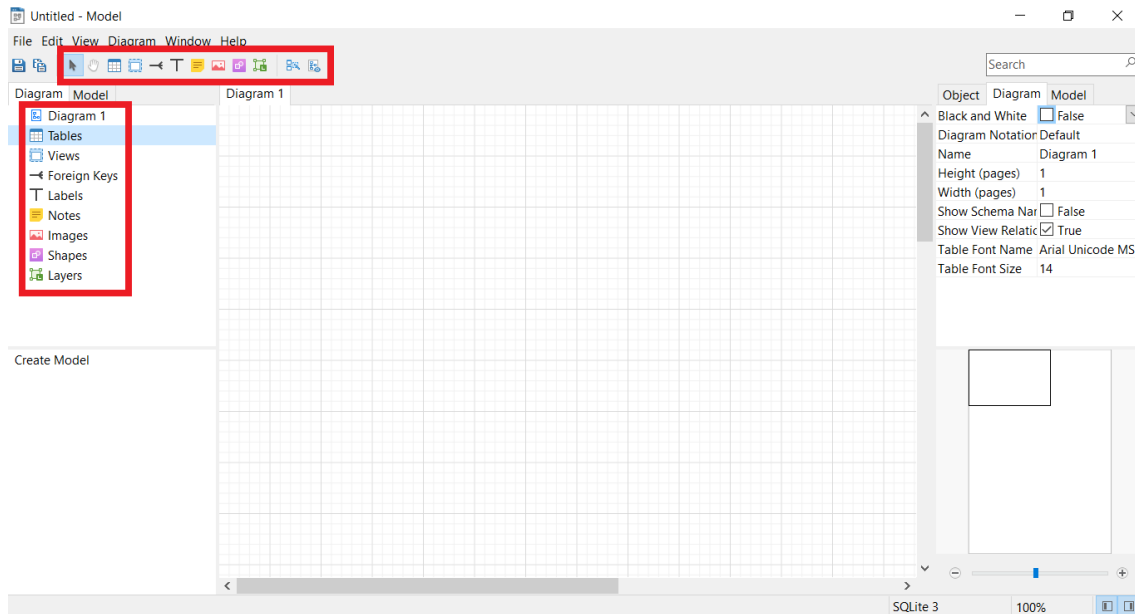 Untitled - Model
File Edit View Diagram Window Help
Search
Diagram Model
Diagram 1
Tables
Views
Foreign Keys
Labels
Notes
Images
Shapes
Layers
Create Model
Diagram 1
Object Diagram Model
Black and White False
Diagram Notation Default
Name Diagram 1
Height (pages) 1
Width (pages) 1
Show Schema Nar False
Show View Relatic True
Table Font Name Arial Unicode MS
Table Font Size 14
SQLite 3 100%